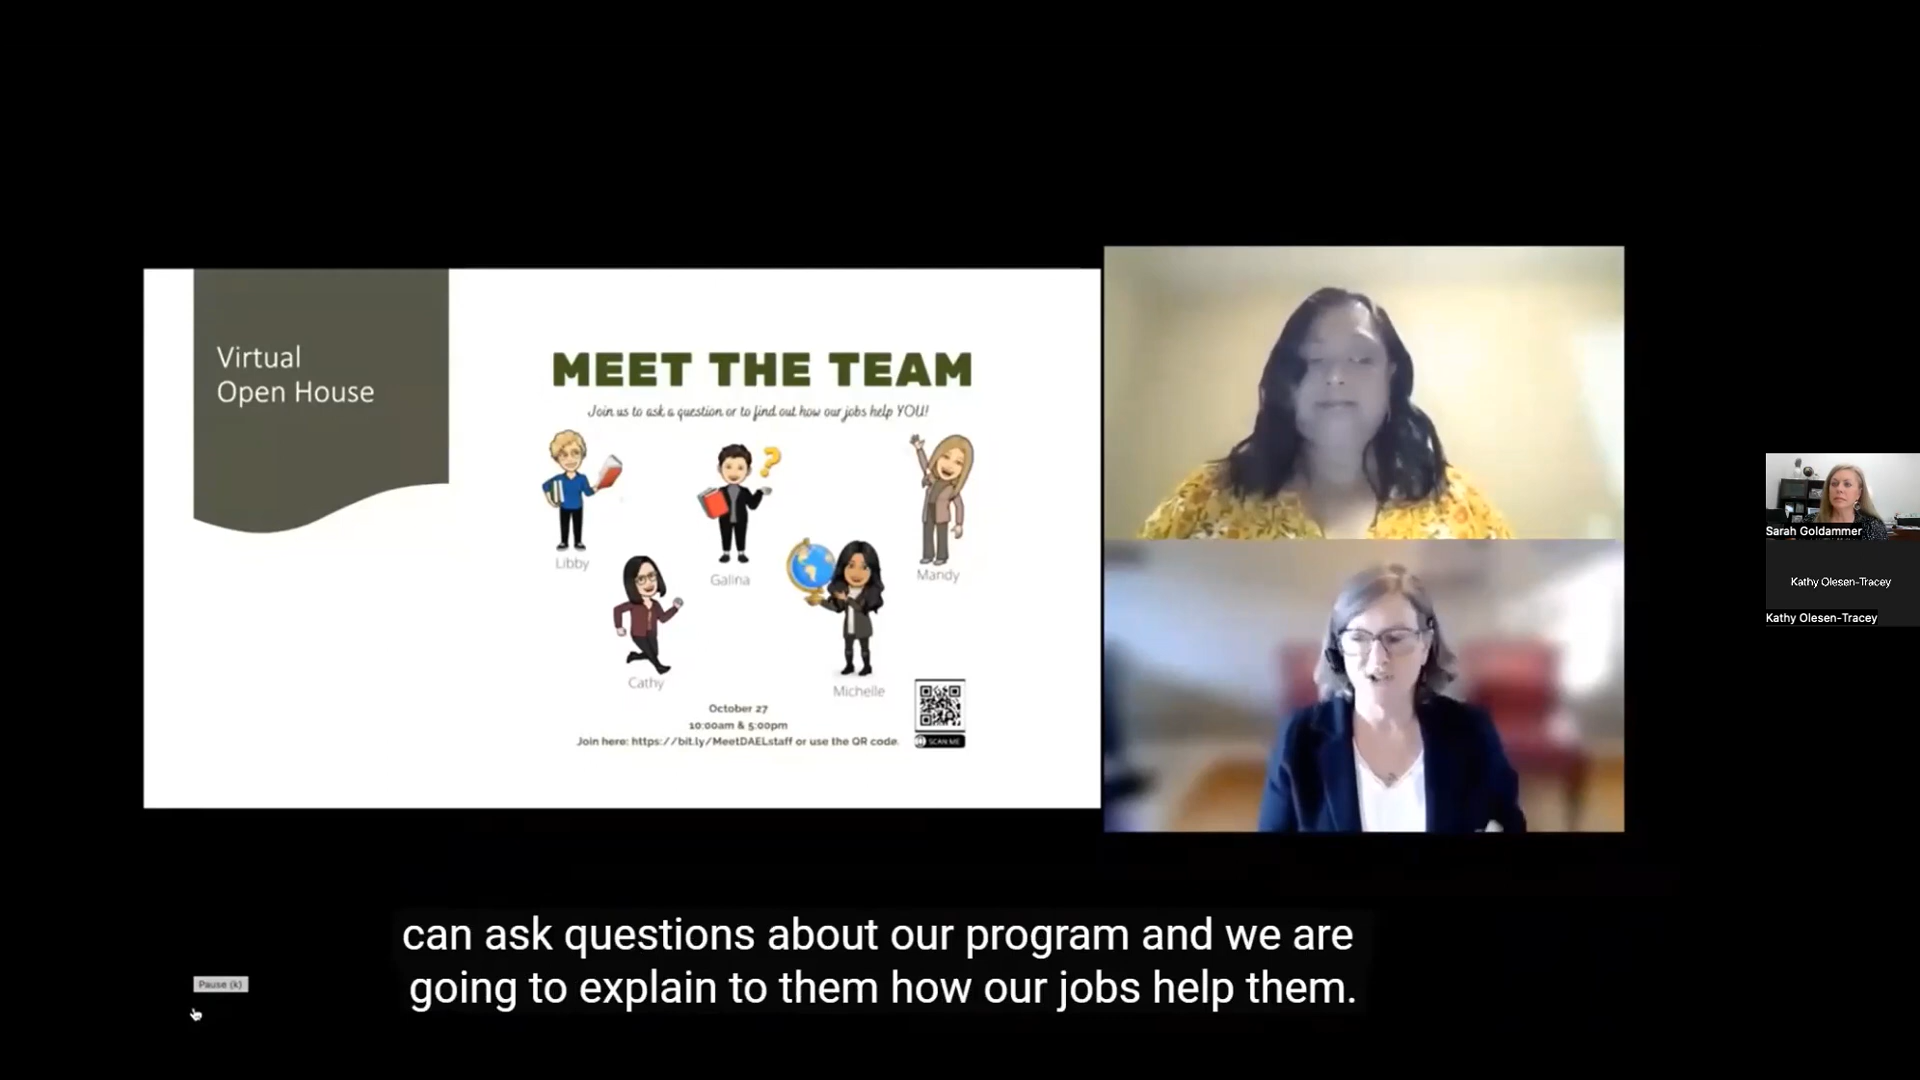 Virtual
Open House
MEET THE TEAM
Join us to ask a question or to find out how our jobs help YOU!
Libby
Galina
Mandy
Cathy
Michelle
October 27
10:00am & 5:00pm
Join here: https://bit.ly/MeetDAELstaff or use the QR code.
SCAN ME
Sarah Goldammer
Kathy Olesen-Tracey
Kathy Olesen-Tracey
can ask questions about our program and we are
going to explain to them how our jobs help them.
Pause (k)